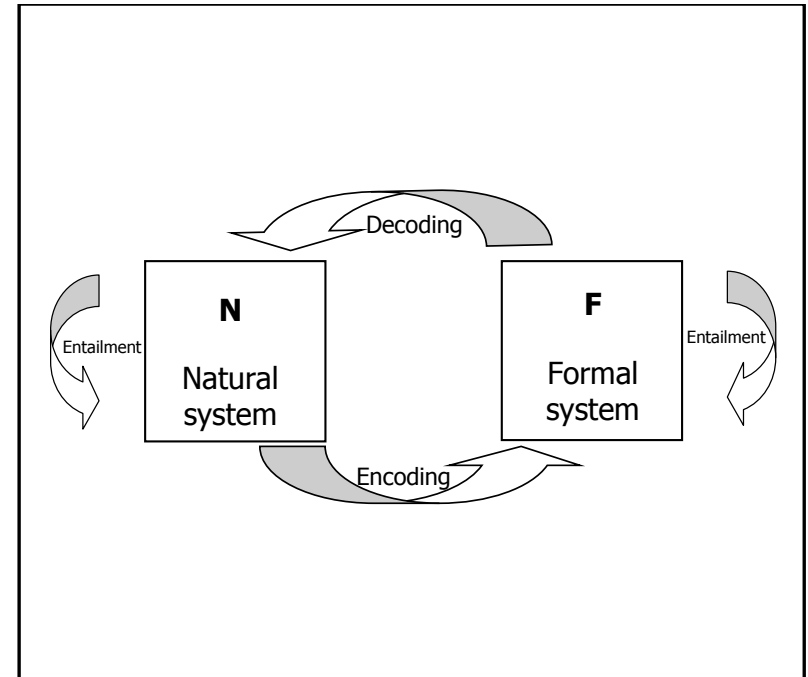 Decoding
N
Natural
system
F
Formal
system
Entailment
Entailment
Encoding